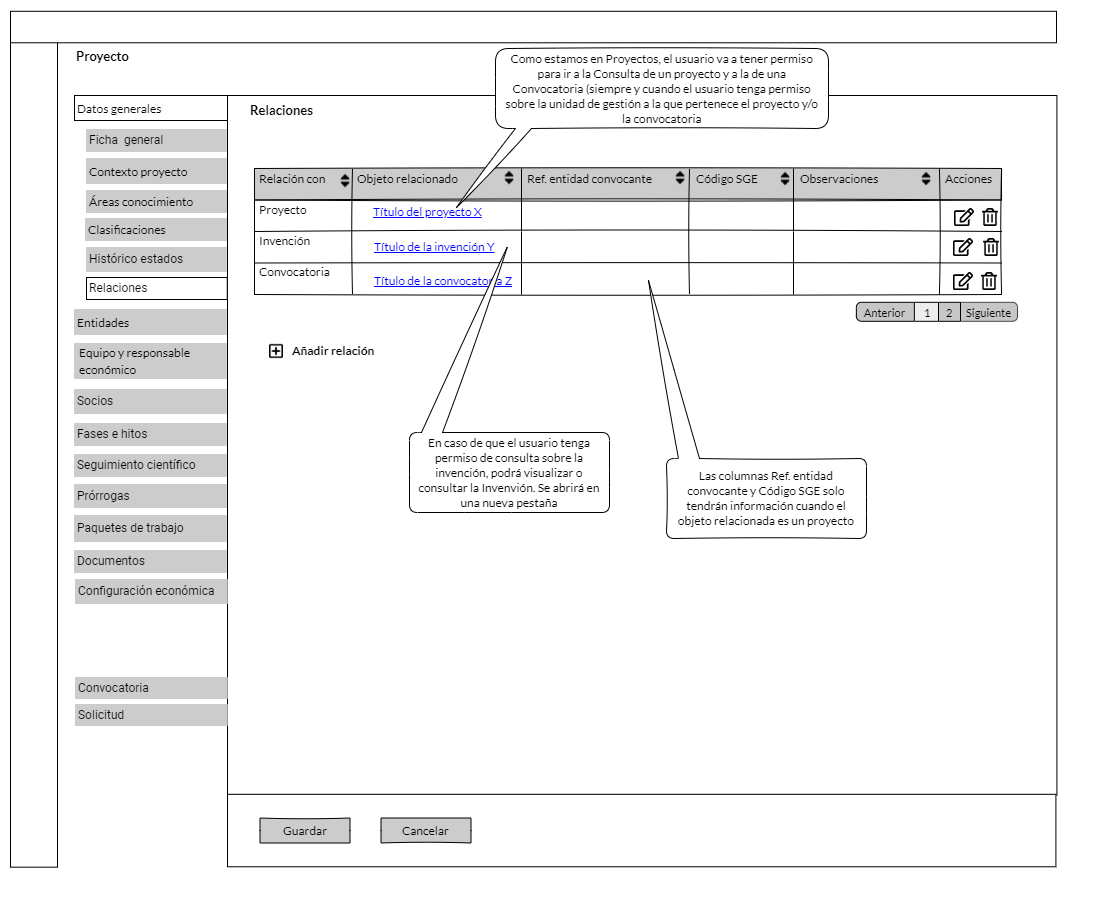 Proyecto
Como estamos en Proyectos, el usuario va a tener permiso
para ir a la Consulta de un proyecto y a la de una
Convocatoria (siempre y cuando el usuario tenga permiso
sobre la unidad de gestión a la que pertenece el proyecto y/o
la convocatoria
Datos generales
Ficha general
Contexto proyecto
Áreas conocimiento
Clasificaciones
Histórico estados
Relaciones
Entidades
Equipo y responsable
económico
Socios
Fases e hitos
Seguimiento científico
Prórrogas
Paquetes de trabajo
Documentos
Configuración económica
Convocatoria
Solicitud
Relaciones
Relación con Objeto relacionado Ref. entidad convocante Código SGE Observaciones Acciones
Proyecto Título del proyecto X
Invención Título de la invención Y
Convocatoria Título de la convocatoria Z
Anterior 1 2 Siguiente
Añadir relación
En caso de que el usuario tenga
permiso de consulta sobre la
invención, podrá visualizar o
consultar la Invenvión. Se abrirá en
una nueva pestaña
Las columnas Ref. entidad
convocante y Código SGE solo
tendrán información cuando el
objeto relacionada es un proyecto
Guardar Cancelar